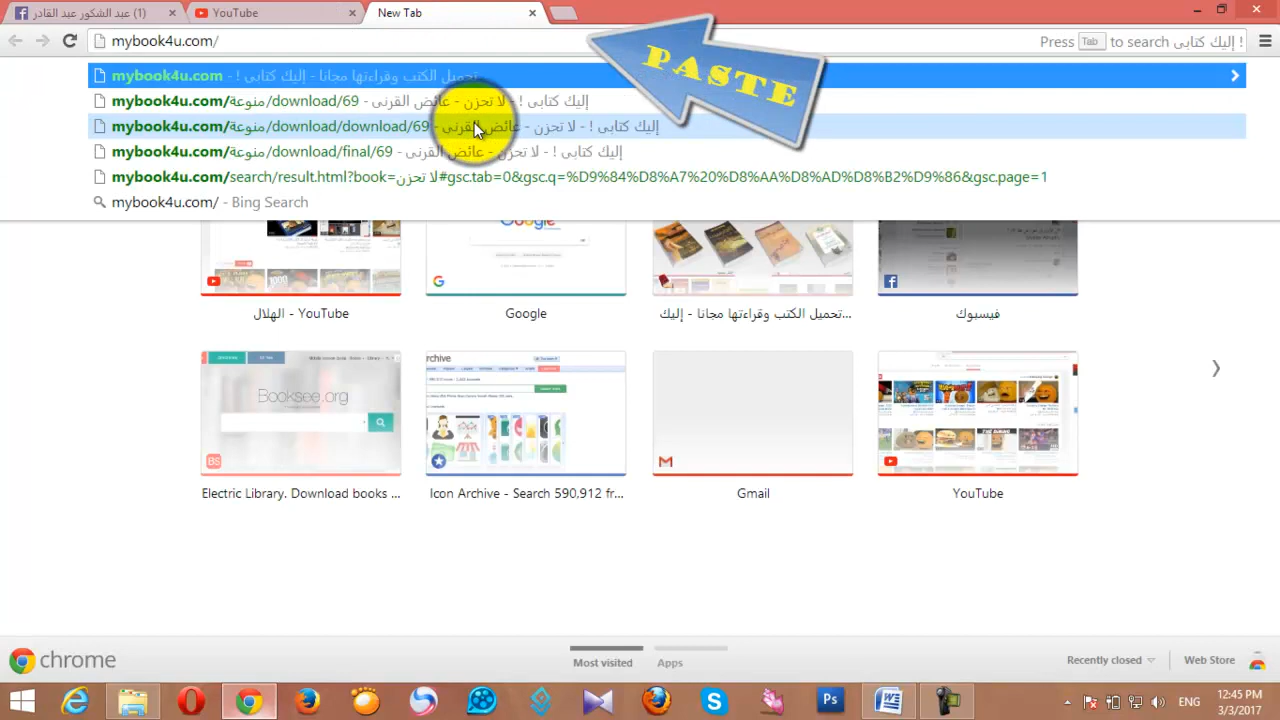 عبد الشكور عبد القادر (1)
YouTube
New Tab
mybook4u.com/
Press Tab to search إليك كتابى !
PASTE
mybook4u.com - تحميل الكتب وقراءتها مجانا - إليك كتابى !
mybook4u.com/منوعة/download/69 - إليك كتابى ! - لا تحزن - عائض القرنى
mybook4u.com/منوعة/download/download/69 - إليك كتابى ! - لا تحزن - عائض القرنى
mybook4u.com/منوعة/download/final/69 - إليك كتابى ! - لا تحزن - عائض القرنى
mybook4u.com/search/result.html?book=لا تحزن#gsc.tab=0&gsc.q=%D9%84%D8%A7%20%D8%AA%D8%AD%D8%B2%D9%86&gsc.page=1
mybook4u.com/ - Bing Search
Google
الهلال - YouTube
Google
تحميل الكتب وقراءتها مجانا - إليك...
فيسبوك
Booksee.org
BS
archive
Electric Library. Download books ...
Icon Archive - Search 590,912 fr...
Gmail
YouTube
chrome
Most visited
Apps
Recently closed
Web Store
ENG
12:45 PM
3/3/2017